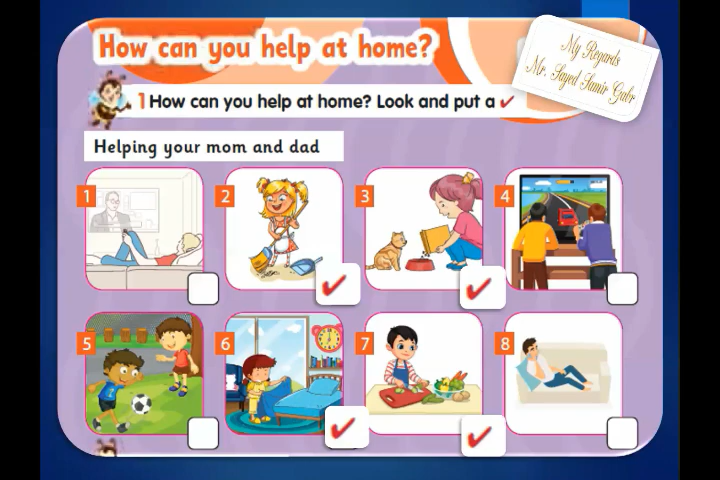 How can you help at home?
My Regards
Mr. Sayed Samir Gabr
1 How can you help at home? Look and put a ✓
Helping your mom and dad
1
2
3
4
5
6
7
8